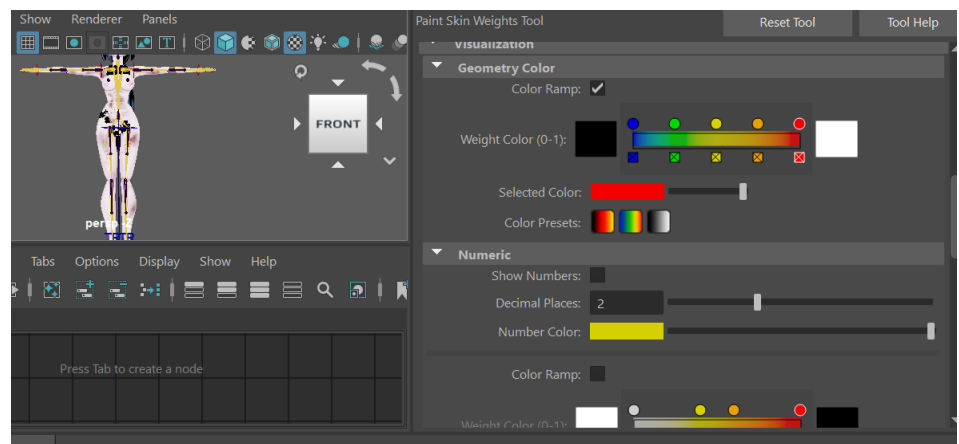 Show Renderer Panels
FRONT
persp -Z
Tabs Options Display Show Help
Press Tab to create a node
Paint Skin Weights Tool Reset Tool Tool Help
Visualization
Geometry Color
Color Ramp:
Weight Color (0-1):
Selected Color:
Color Presets:
Numeric
Show Numbers:
Decimal Places: 2
Number Color:
Color Ramp:
Weight Color (0-1):